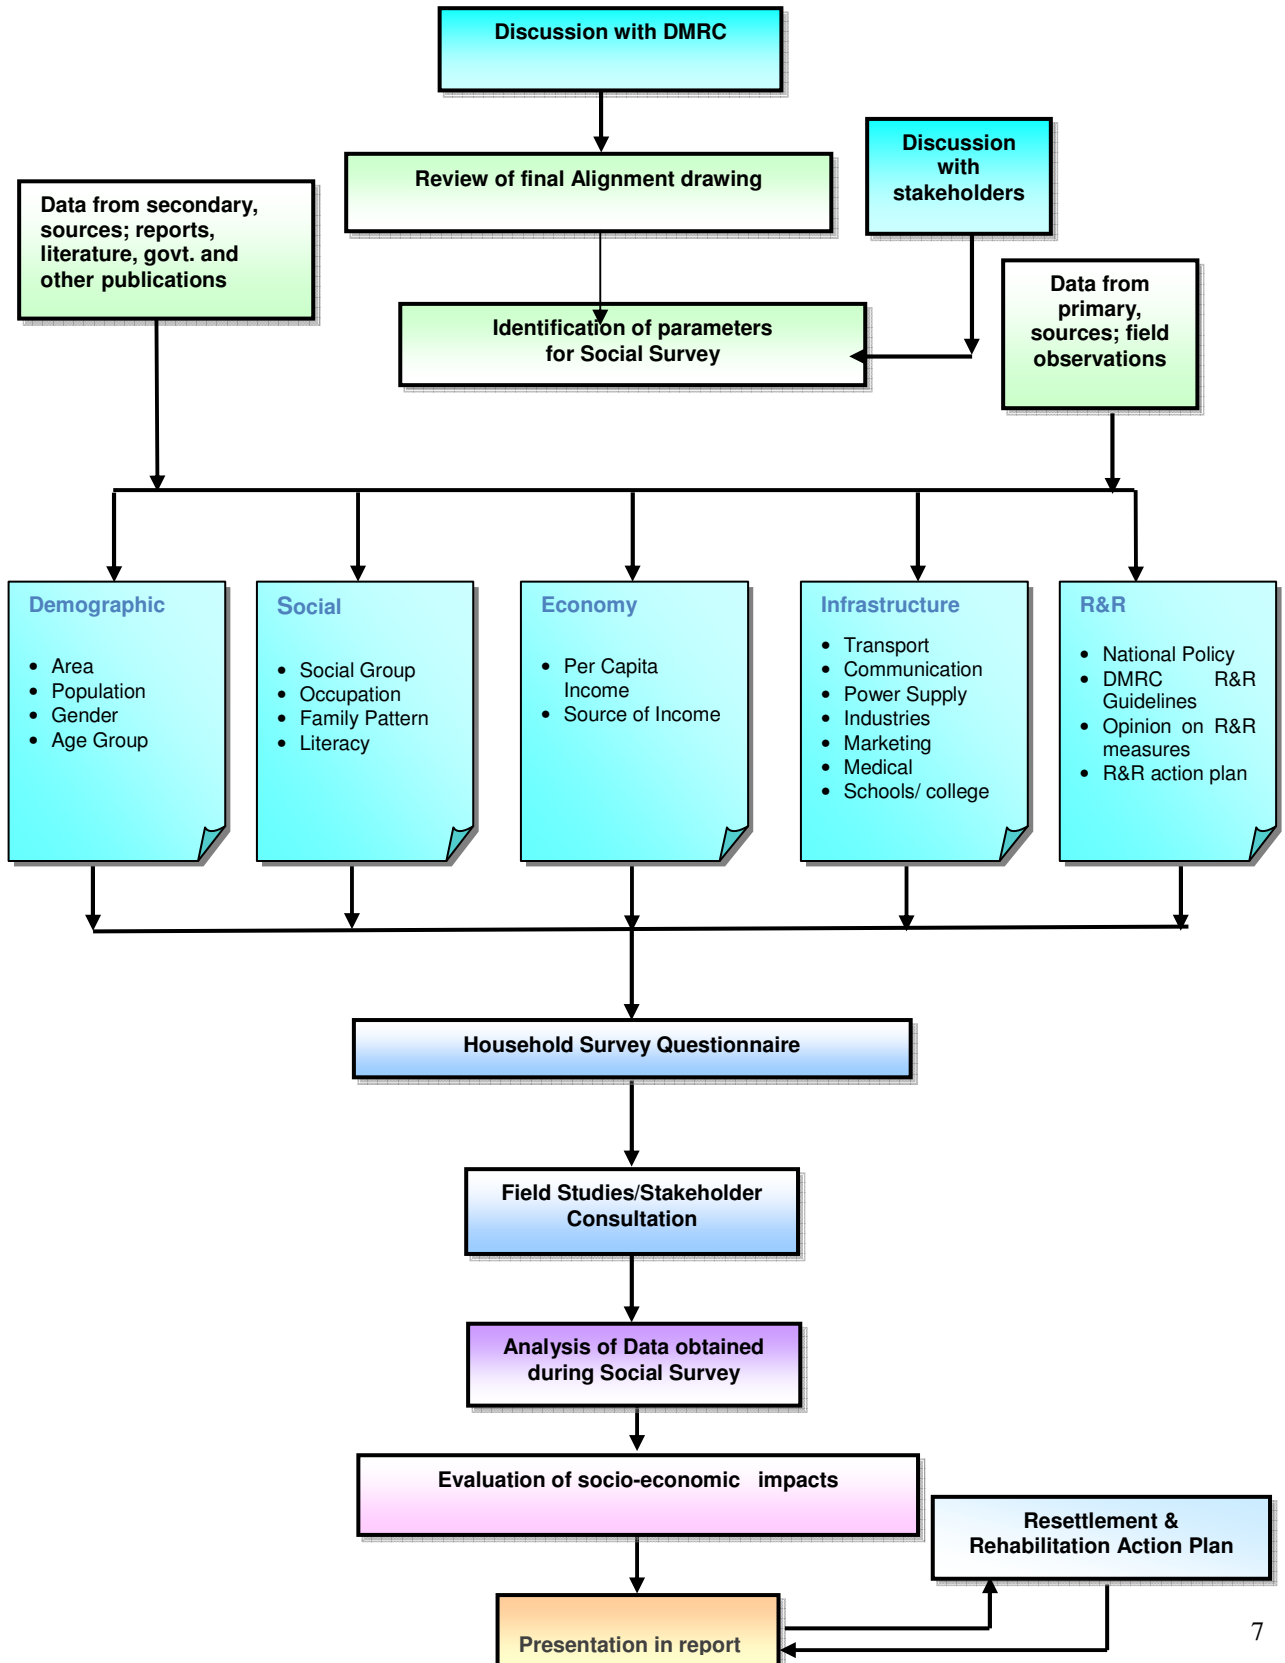 Discussion with DMRC
Review of final Alignment drawing
Discussion
with
stakeholders
Data from secondary,
sources; reports,
literature, govt. and
other publications
Identification of parameters
for Social Survey
Data from
primary,
sources; field
observations
Demographic
• Area
• Population
• Gender
• Age Group
Social
• Social Group
• Occupation
• Family Pattern
• Literacy
Economy
• Per Capita
Income
• Source of Income
Infrastructure
• Transport
• Communication
• Power Supply
• Industries
• Marketing
• Medical
• Schools/ college
R&R
• National Policy
• DMRC R&R
Guidelines
• Opinion on R&R
measures
• R&R action plan
Household Survey Questionnaire
Field Studies/Stakeholder
Consultation
Analysis of Data obtained
during Social Survey
Evaluation of socio-economic impacts
Resettlement &
Rehabilitation Action Plan
Presentation in report
7